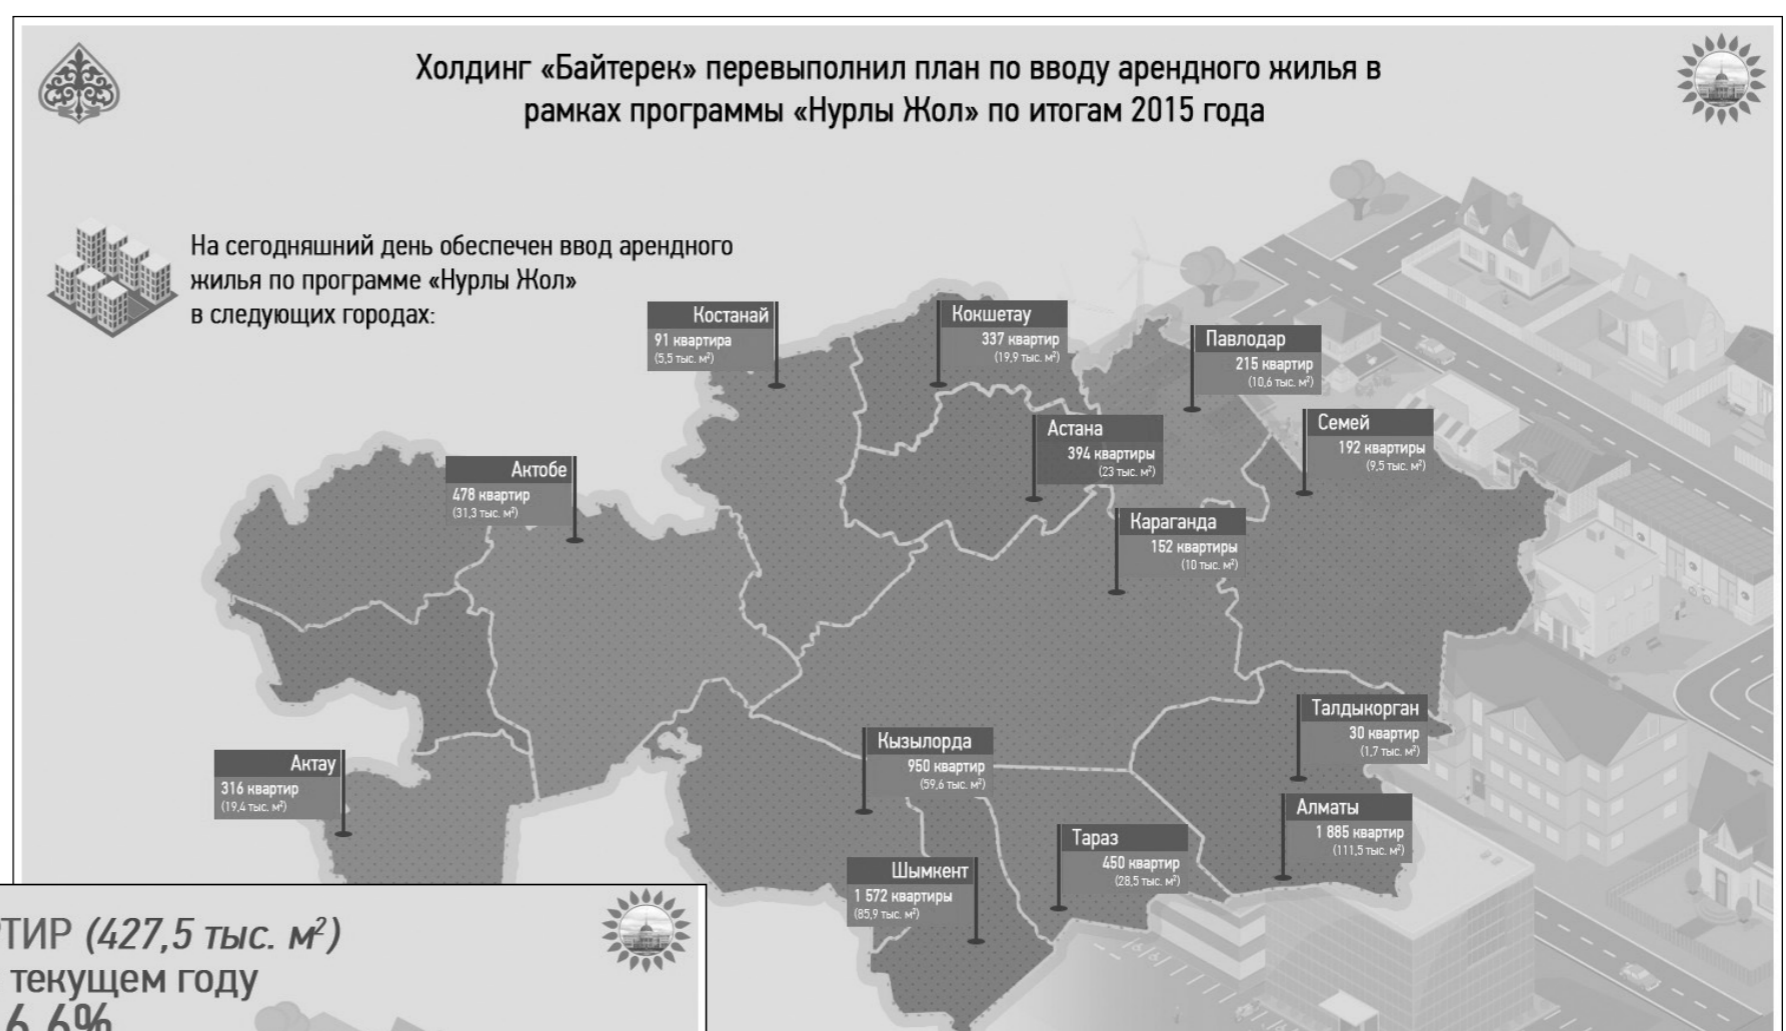 Холдинг «Байтерек» перевыполнил план по вводу арендного жилья в
рамках программы «Нурлы Жол» по итогам 2015 года
На сегодняшний день обеспечен ввод арендного
жилья по программе «Нурлы Жол»
в следующих городах:
Костанай
91 квартира
(5,5 тыс. м²)
Кокшетау
337 квартир
(19,9 тыс. м²)
Павлодар
215 квартир
(10,6 тыс. м²)
Астана
394 квартиры
(23 тыс. м²)
Семей
192 квартиры
(9,5 тыс. м²)
Актобе
478 квартир
(31,3 тыс. м²)
Караганда
152 квартиры
(10 тыс. м²)
Талдыкорган
30 квартир
(1,7 тыс. м²)
Кызылорда
950 квартир
(59,6 тыс. м²)
Актау
316 квартир
(19,4 тыс. м²)
Алматы
1 885 квартир
(111,5 тыс. м²)
Тараз
450 квартир
(28,5 тыс. м²)
Шымкент
1 572 квартиры
(85,9 тыс. м²)
ТИР (427,5 тыс. м²)
текущем году
6,6%